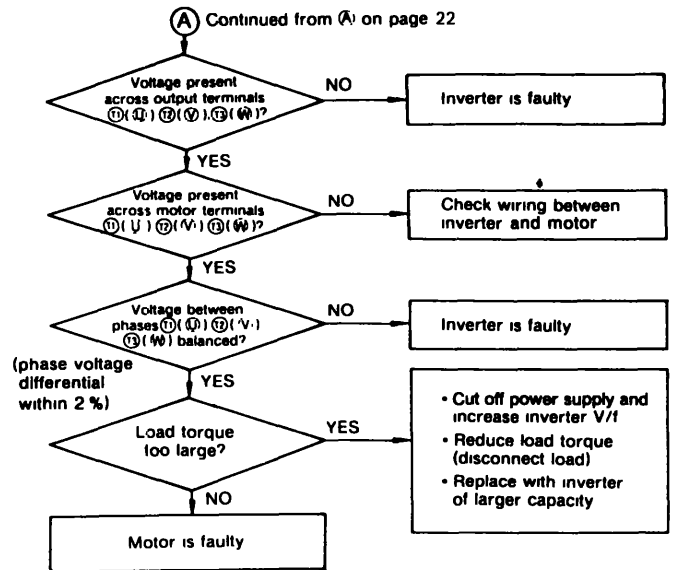 Ⓐ Continued from Ⓐ on page 22
Voltage present
across output terminals
Ⓣ1(Ⓤ) Ⓣ2(Ⓥ), Ⓣ3(Ⓦ)?
NO
Inverter is faulty
YES
Voltage present
across motor terminals
Ⓣ1(U) Ⓣ2(V) Ⓣ3(Ⓦ)?
NO
Check wiring between
inverter and motor
YES
Voltage between
phases Ⓣ1(Ⓤ) Ⓣ2(V)
Ⓣ3(W) balanced?
NO
Inverter is faulty
(phase voltage
differential
within 2 %)
YES
Load torque
too large?
YES
• Cut off power supply and
increase inverter V/f
• Reduce load torque
(disconnect load)
• Replace with inverter
of larger capacity
NO
Motor is faulty